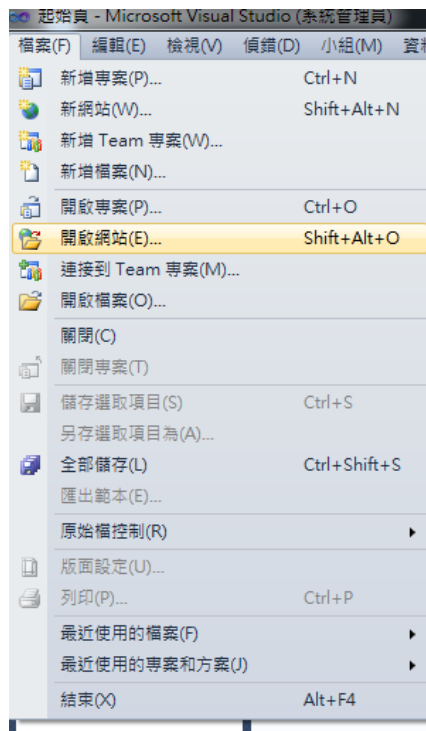 起始頁 - Microsoft Visual Studio (系統管理員)
檔案(F) 編輯(E) 檢視(V) 偵錯(D) 小組(M) 資料
新增專案(P)... Ctrl+N
新網站(W)... Shift+Alt+N
新增 Team 專案(W)...
新增檔案(N)...
開啟專案(P)... Ctrl+O
開啟網站(E)... Shift+Alt+O
連接到 Team 專案(M)...
開啟檔案(O)...
關閉(C)
關閉專案(T)
儲存選取項目(S) Ctrl+S
另存選取項目為(A)...
全部儲存(L) Ctrl+Shift+S
匯出範本(E)...
原始檔控制(R)
版面設定(U)...
列印(P)... Ctrl+P
最近使用的檔案(F)
最近使用的專案和方案(J)
結束(X) Alt+F4